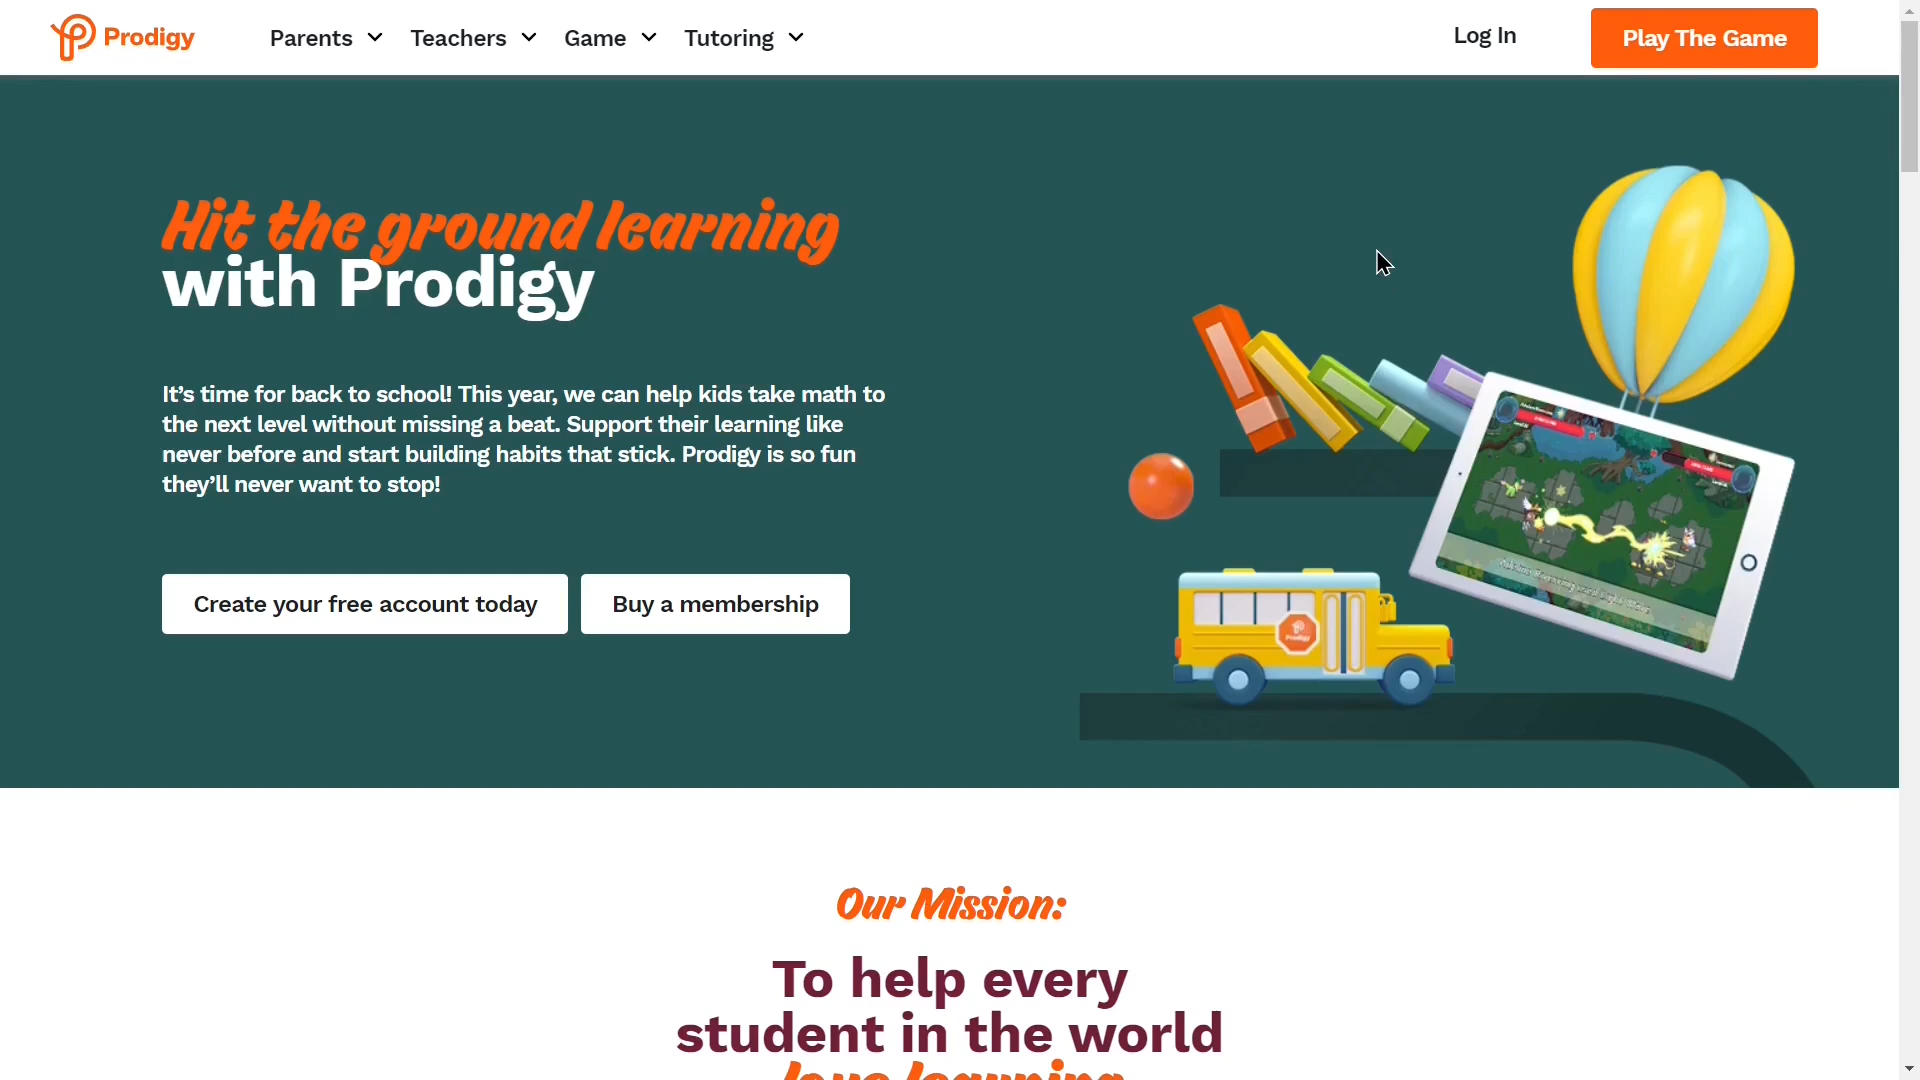 Prodigy
Parents
Teachers
Game
Tutoring
Log In
Play The Game
Hit the ground learning
with Prodigy
It’s time for back to school! This year, we can help kids take math to
the next level without missing a beat. Support their learning like
never before and start building habits that stick. Prodigy is so fun
they’ll never want to stop!
Create your free account today
Buy a membership
Prodigy
Our Mission:
To help every
student in the world
love learning